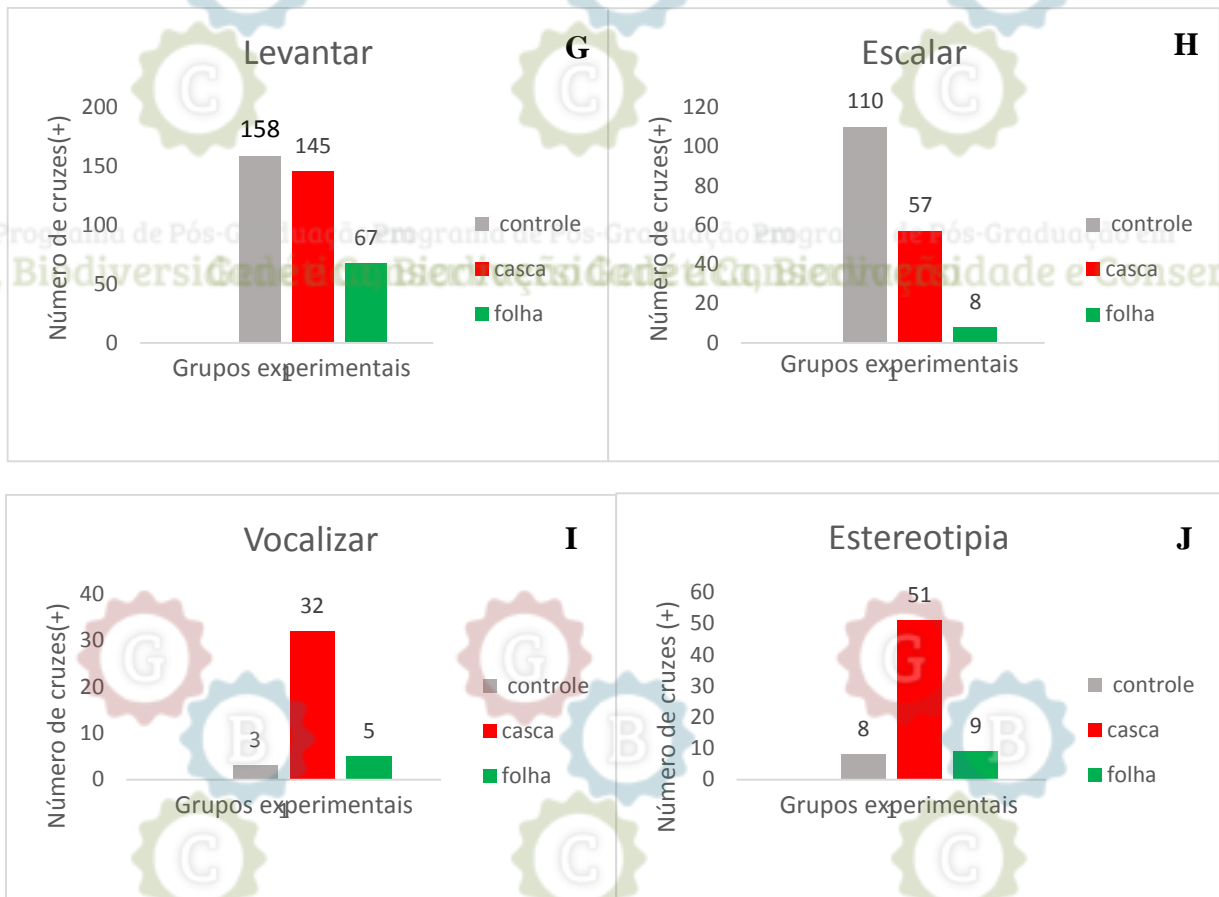 Levantar
G
Número de cruzes(+)
200
150
100
50
0
158
145
67
controle
casca
folha
Grupos experimentais
1
Escalar
H
Número de cruzes(+)
120
100
80
60
40
20
0
110
57
8
controle
casca
folha
Grupos experimentais
1
Programa de Pós-Graduação em
Vocalizar
I
Número de cruzes(+)
40
30
20
10
0
3
32
5
controle
casca
folha
Grupos experimentais
1
Estereotipia
J
Número de cruzes (+)
60
50
40
30
20
10
0
8
51
9
controle
casca
folha
Grupos experimentais
1
C
C
C
G
G
G
B
B
C
C
C